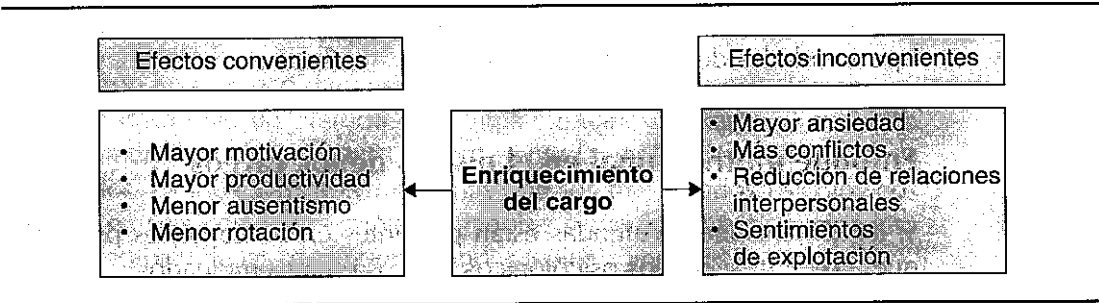 Efectos convenientes
• Mayor motivación
• Mayor productividad
• Menor ausentismo
• Menor rotación
Enriquecimiento
del cargo
Efectos inconvenientes
• Mayor ansiedad
• Más conflictos
• Reducción de relaciones
interpersonales
• Sentimientos
de explotación